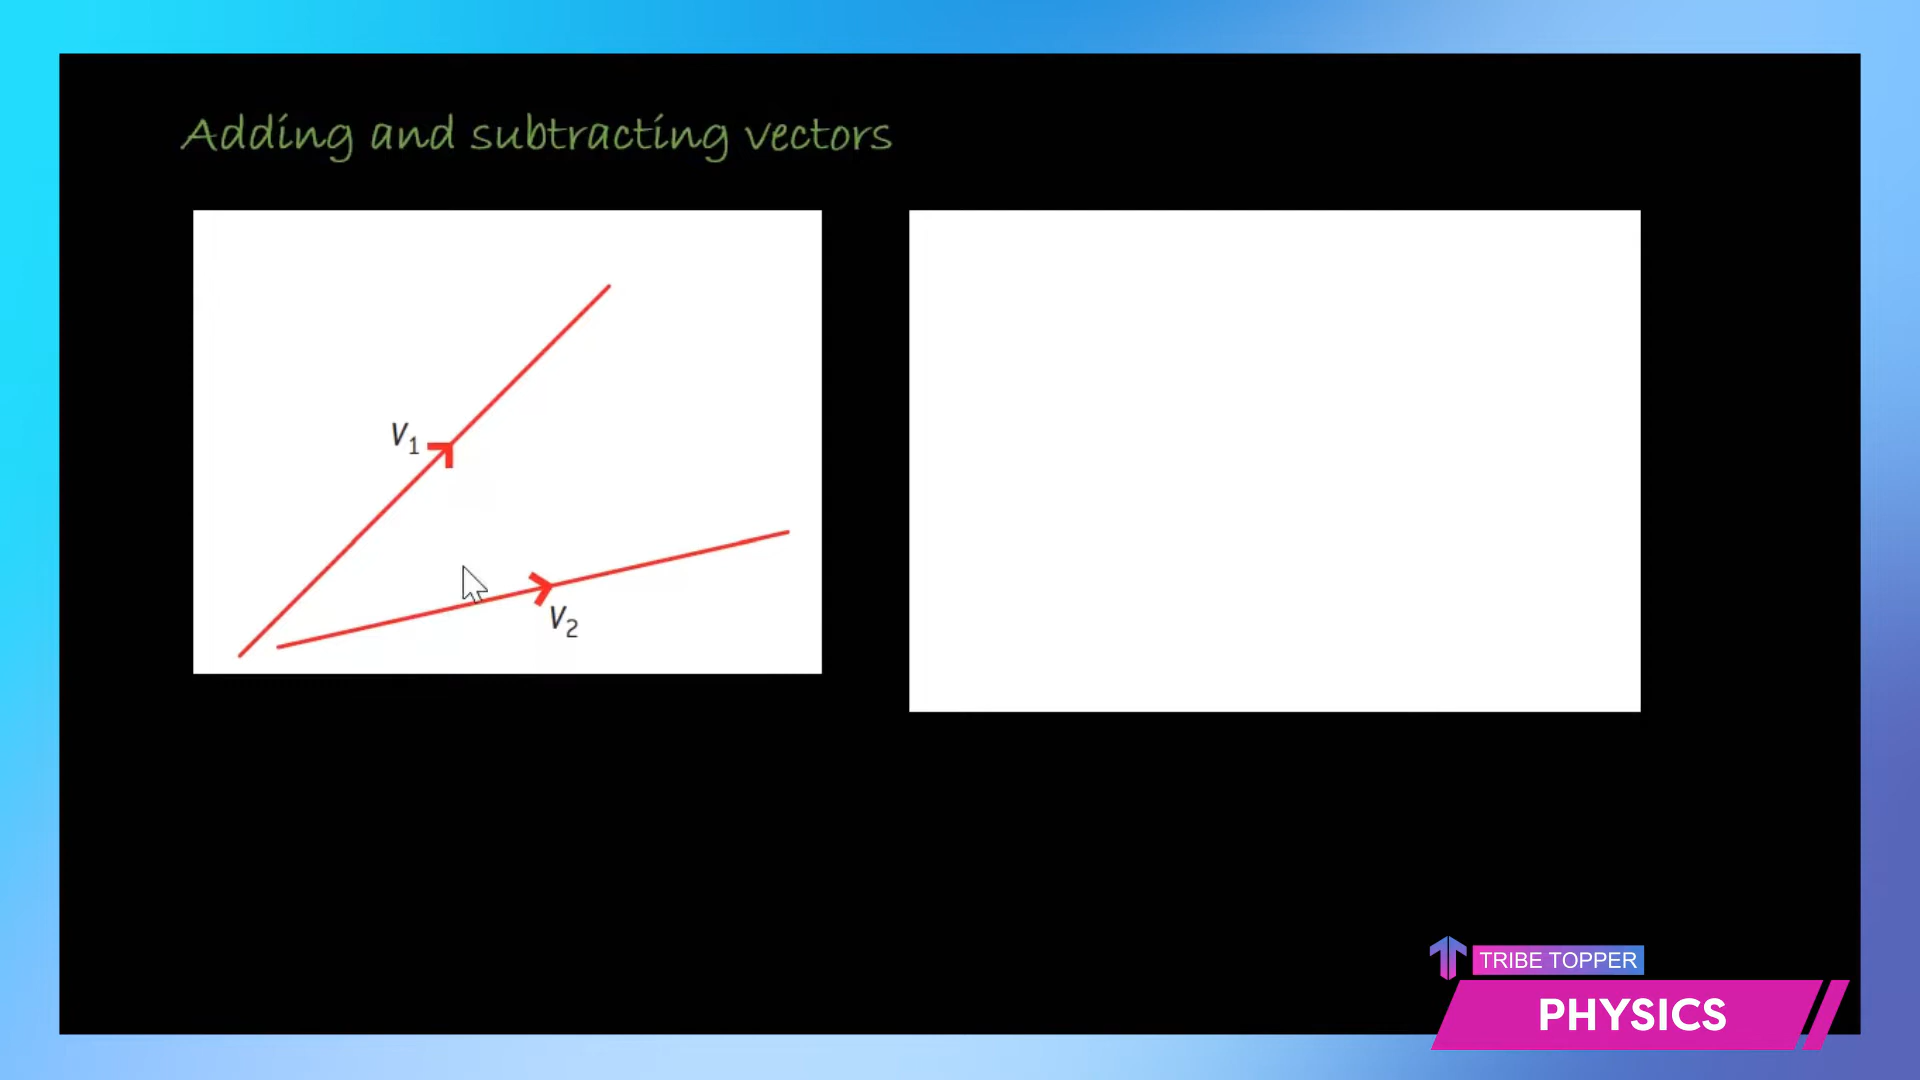 Adding and subtracting vectors
V1
V2
TRIBE TOPPER
PHYSICS